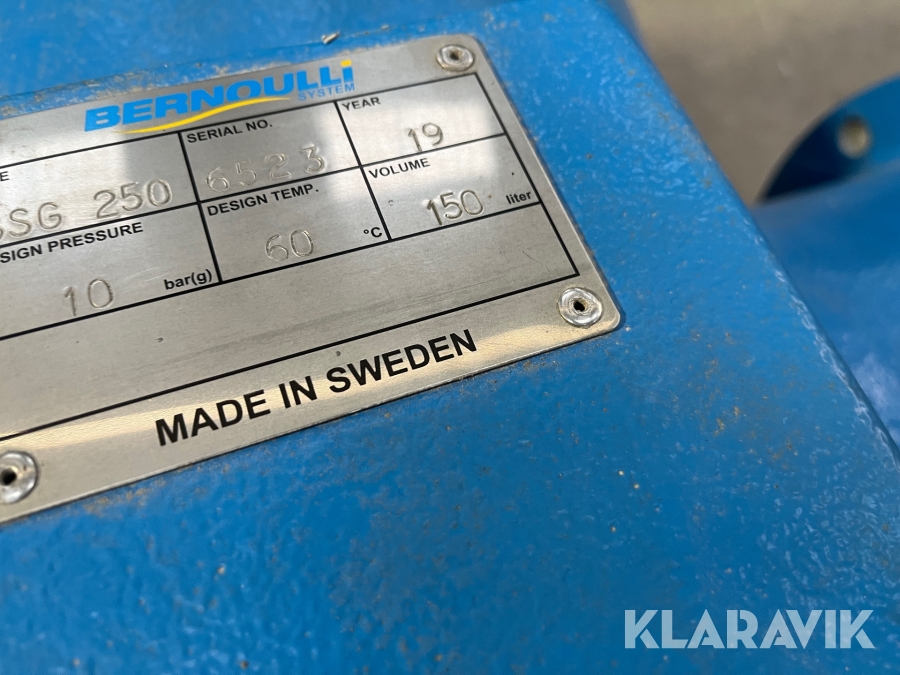 BERNOULLI
SYSTEM
SERIAL NO.
YEAR
SG 250
6523
19
DESIGN TEMP.
VOLUME
SIGN PRESSURE
10 bar(g)
60 °C
150 liter
MADE IN SWEDEN
KLARAVIK